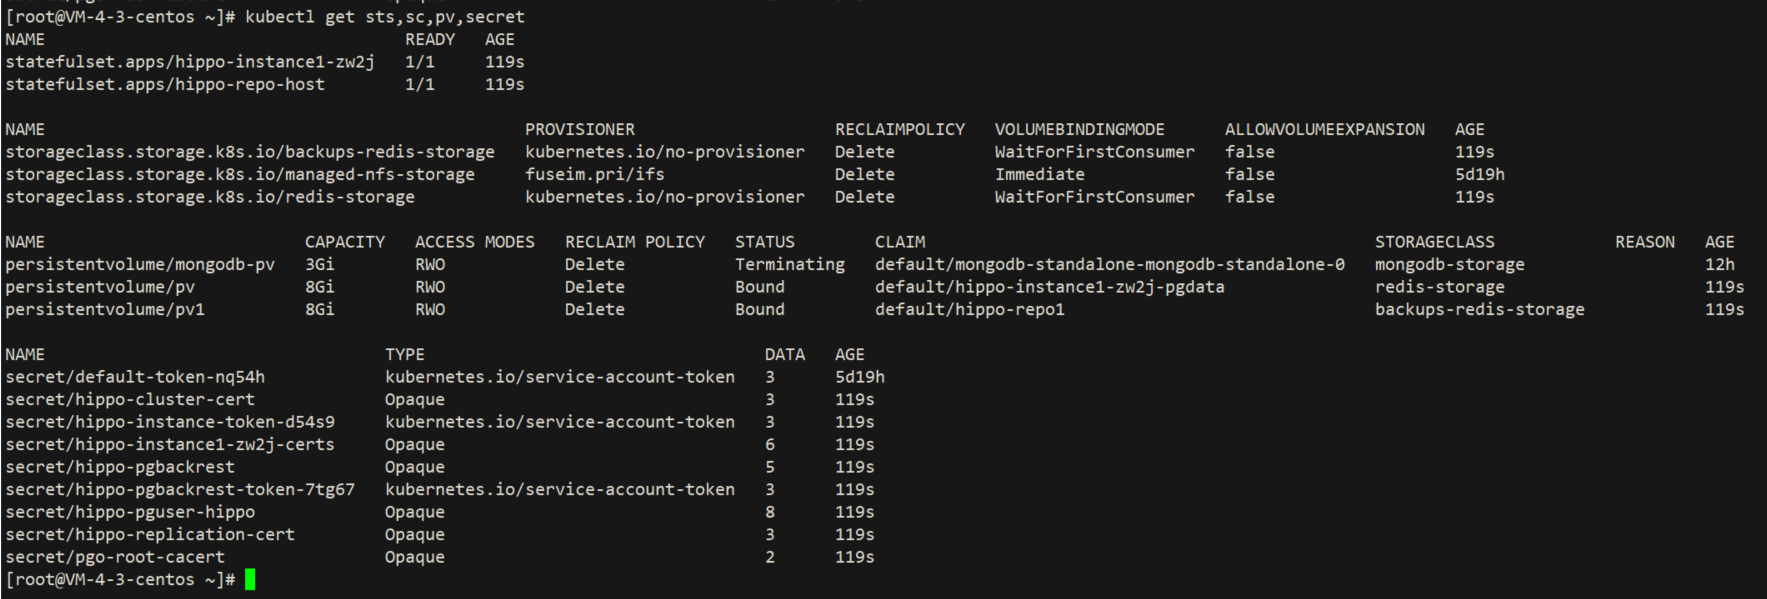 [root@VM-4-3-centos ~]# kubectl get sts,sc,pv,secret
NAME READY AGE
statefulset.apps/hippo-instance1-zw2j 1/1 119s
statefulset.apps/hippo-repo-host 1/1 119s
NAME PROVISIONER RECLAIMPOLICY VOLUMEBINDINGMODE ALLOWVOLUMEEXPANSION AGE
storageclass.storage.k8s.io/backups-redis-storage kubernetes.io/no-provisioner Delete WaitForFirstConsumer false 119s
storageclass.storage.k8s.io/managed-nfs-storage fuseim.pri/ifs Delete Immediate false 5d19h
storageclass.storage.k8s.io/redis-storage kubernetes.io/no-provisioner Delete WaitForFirstConsumer false 119s
NAME CAPACITY ACCESS MODES RECLAIM POLICY STATUS CLAIM STORAGECLASS REASON AGE
persistentvolume/mongodb-pv 3Gi RWO Delete Terminating default/mongodb-standalone-mongodb-standalone-0 mongodb-storage 12h
persistentvolume/pv 8Gi RWO Delete Bound default/hippo-instance1-zw2j-pgdata redis-storage 119s
persistentvolume/pv1 8Gi RWO Delete Bound default/hippo-repo1 backups-redis-storage 119s
NAME TYPE DATA AGE
secret/default-token-nq54h kubernetes.io/service-account-token 3 5d19h
secret/hippo-cluster-cert Opaque 3 119s
secret/hippo-instance-token-d54s9 kubernetes.io/service-account-token 3 119s
secret/hippo-instance1-zw2j-certs Opaque 6 119s
secret/hippo-pgbackrest Opaque 5 119s
secret/hippo-pgbackrest-token-7tg67 kubernetes.io/service-account-token 3 119s
secret/hippo-pguser-hippo Opaque 8 119s
secret/hippo-replication-cert Opaque 3 119s
secret/pgo-root-cacert Opaque 2 119s
[root@VM-4-3-centos ~]#